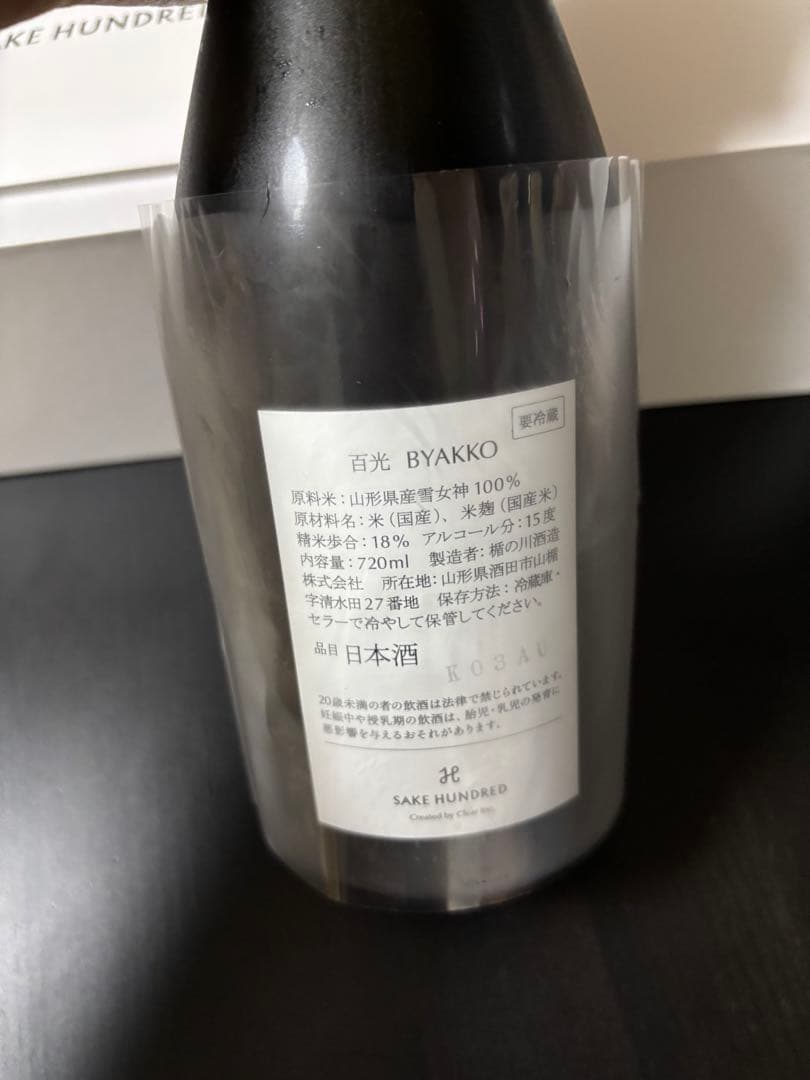 SAKE HUNDRED
要冷蔵
百光 BYAKKO
原料米：山形県産雪女神100％
原材料名：米（国産）、米麹（国産米）
精米歩合：18％ アルコール分：15度
内容量：720ml 製造者：楯の川酒造
株式会社 所在地：山形県酒田市山楯
字清水田27番地 保存方法：冷蔵庫・
セラーで冷やして保管してください。
品目 日本酒
K03AU
20歳未満の者の飲酒は法律で禁じられています。
妊娠中や授乳期の飲酒は、胎児・乳児の発育に
悪影響を与えるおそれがあります。
SAKE HUNDRED
Created by Clear Inc.